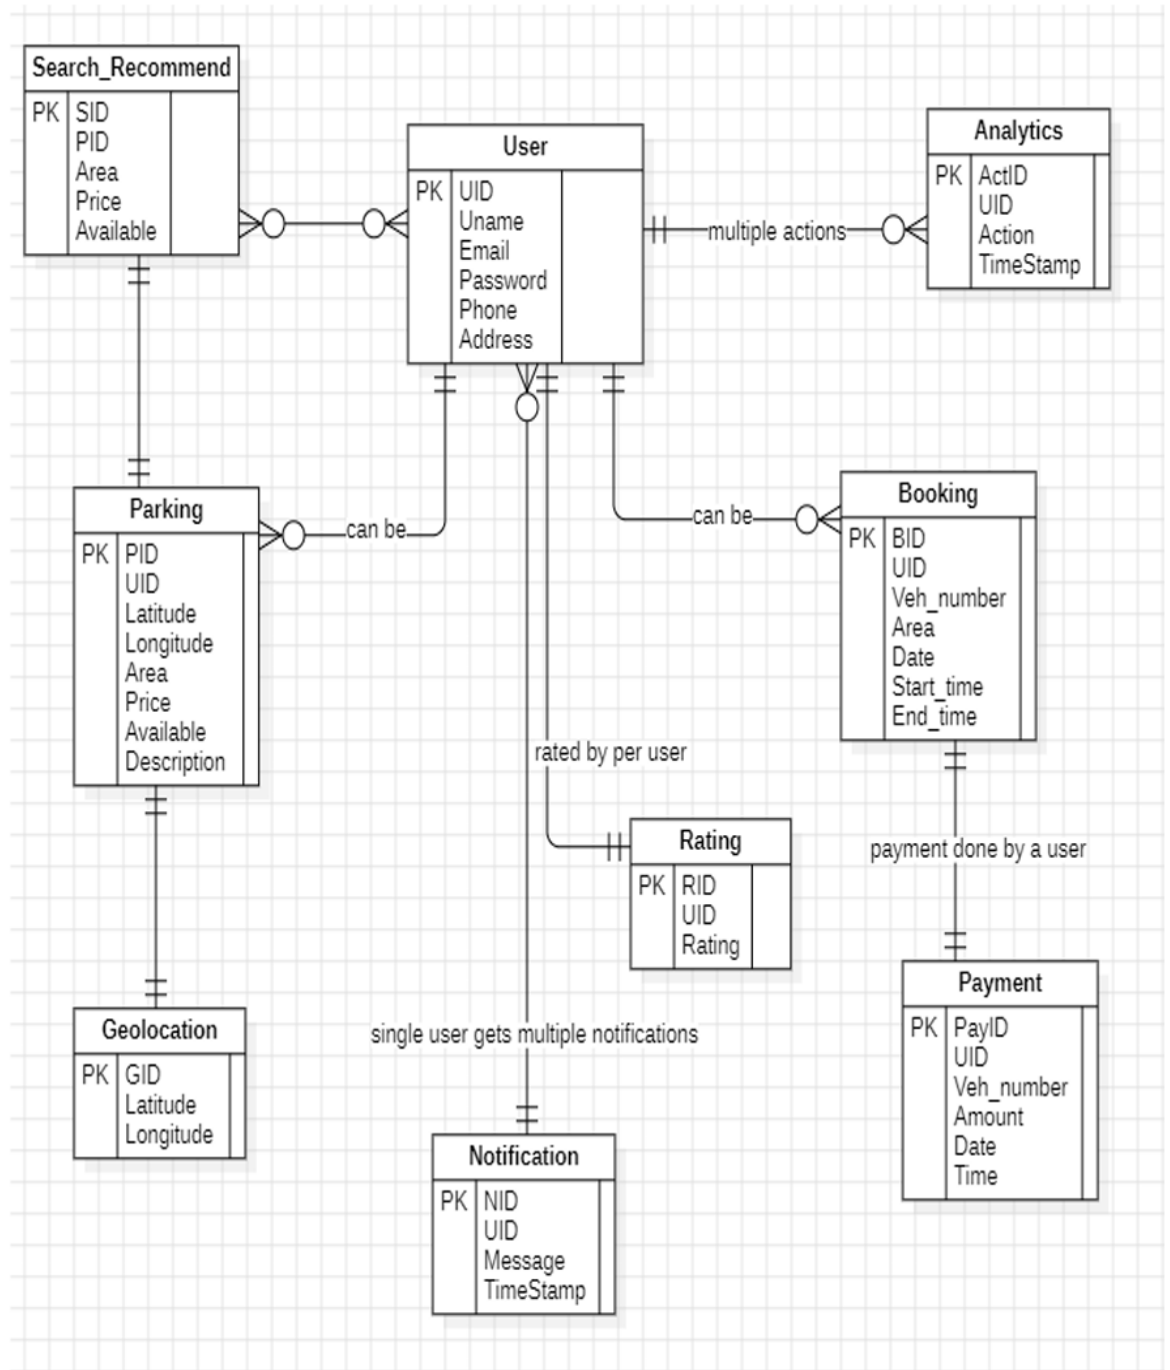 Search_Recommend
PK SID
PID
Area
Price
Available
User
PK UID
Uname
Email
Password
Phone
Address
Analytics
PK ActID
UID
Action
TimeStamp
multiple actions
can be
can be
Parking
PK PID
UID
Latitude
Longitude
Area
Price
Available
Description
Booking
PK BID
UID
Veh_number
Area
Date
Start_time
End_time
rated by per user
Rating
PK RID
UID
Rating
payment done by a user
Payment
PK PayID
UID
Veh_number
Amount
Date
Time
Geolocation
PK GID
Latitude
Longitude
single user gets multiple notifications
Notification
PK NID
UID
Message
TimeStamp